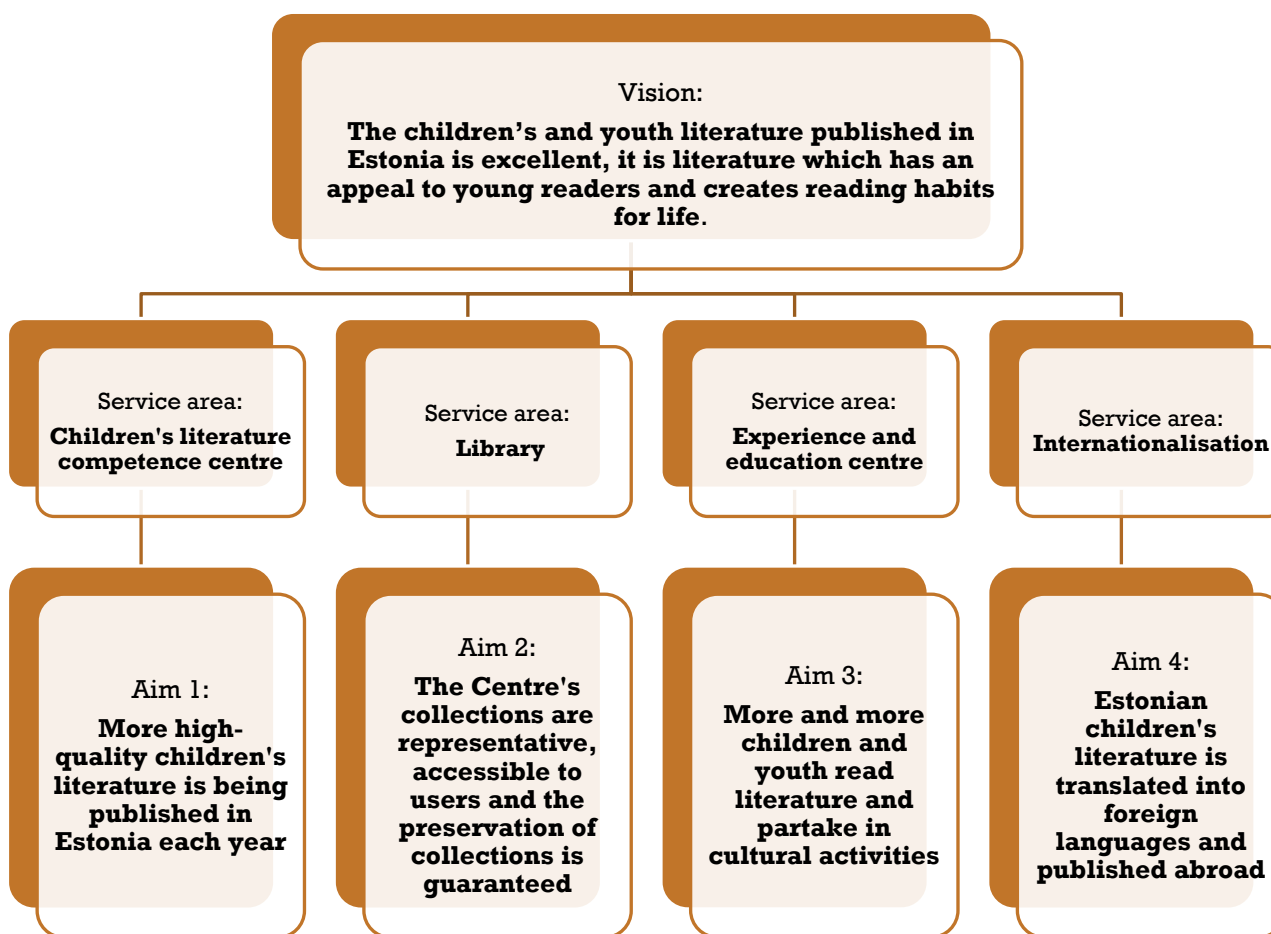 Vision:
The children’s and youth literature published in
Estonia is excellent, it is literature which has an
appeal to young readers and creates reading habits
for life.
Service area:
Children's literature
competence centre
Service area:
Library
Service area:
Experience and
education centre
Service area:
Internationalisation
Aim 1:
More high-
quality children's
literature is being
published in
Estonia each year
Aim 2:
The Centre's
collections are
representative,
accessible to
users and the
preservation of
collections is
guaranteed
Aim 3:
More and more
children and
youth read
literature and
partake in
cultural activities
Aim 4:
Estonian
children's
literature is
translated into
foreign
languages and
published abroad